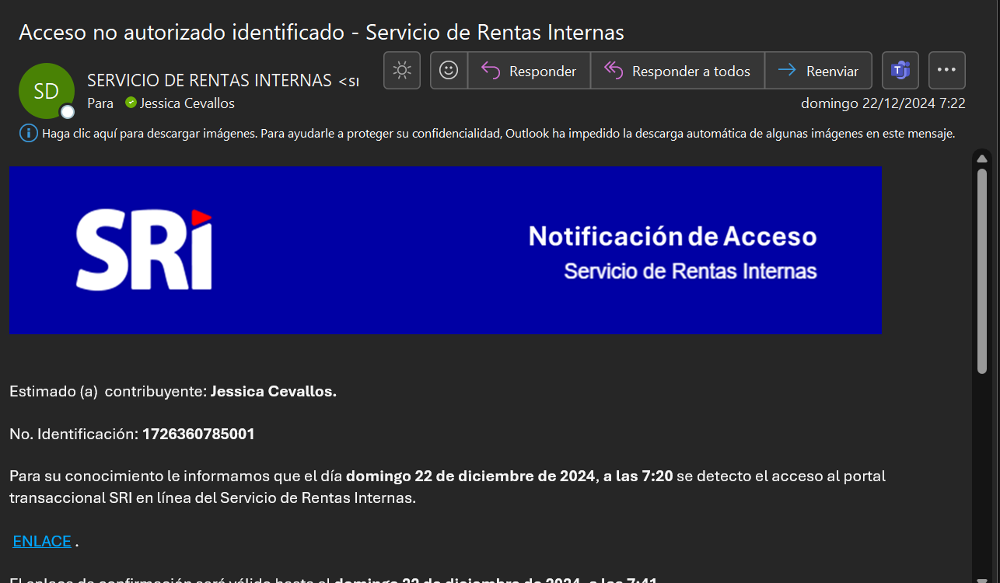 Acceso no autorizado identificado - Servicio de Rentas Internas
SD
SERVICIO DE RENTAS INTERNAS <si
Responder
Responder a todos
Reenviar
Para Jessica Cevallos
domingo 22/12/2024 7:22
Haga clic aquí para descargar imágenes. Para ayudarle a proteger su confidencialidad, Outlook ha impedido la descarga automática de algunas imágenes en este mensaje.
SRi
Notificación de Acceso
Servicio de Rentas Internas
Estimado (a) contribuyente: Jessica Cevallos.
No. Identificación: 1726360785001
Para su conocimiento le informamos que el día domingo 22 de diciembre de 2024, a las 7:20 se detecto el acceso al portal
transaccional SRI en línea del Servicio de Rentas Internas.
ENLACE .
El enlace de confirmación será válido hasta el domingo 22 de diciembre de 2024, a las 7:41